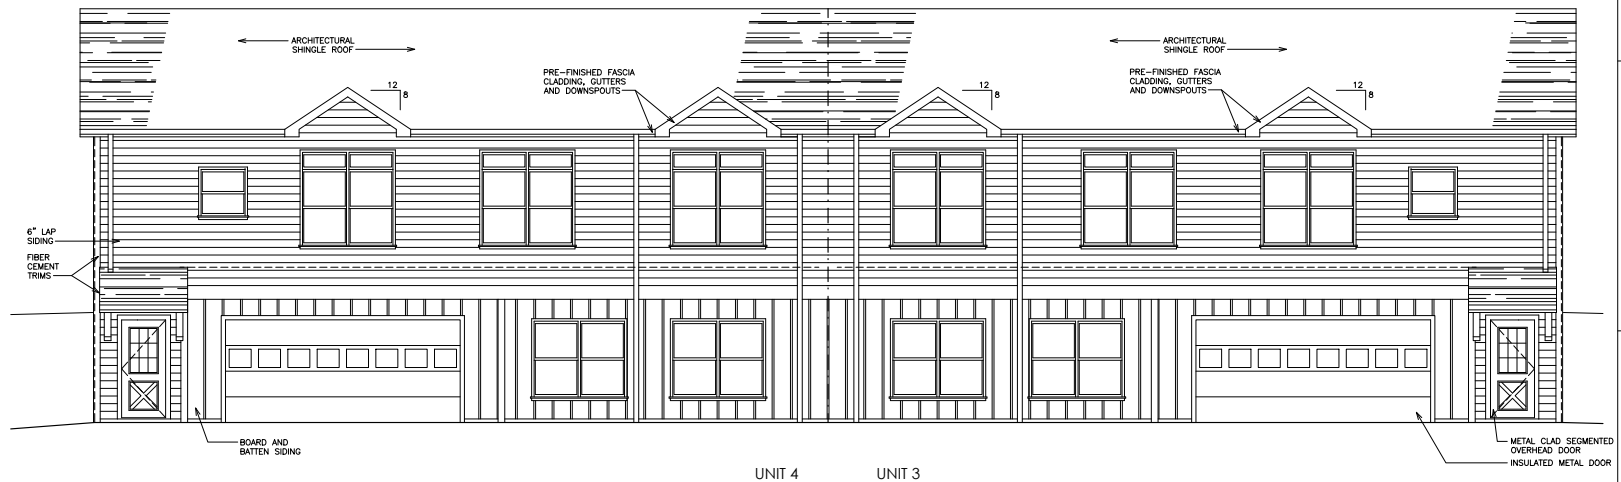 ARCHITECTURAL
SHINGLE ROOF
PRE-FINISHED FASCIA
CLADDING, GUTTERS
AND DOWNSPOUTS
12
8
12
8
ARCHITECTURAL
SHINGLE ROOF
PRE-FINISHED FASCIA
CLADDING, GUTTERS
AND DOWNSPOUTS
12
8
6" LAP
SIDING
FIBER
CEMENT
TRIMS
BOARD AND
BATTEN SIDING
METAL CLAD SEGMENTED
OVERHEAD DOOR
INSULATED METAL DOOR
UNIT 4
UNIT 3